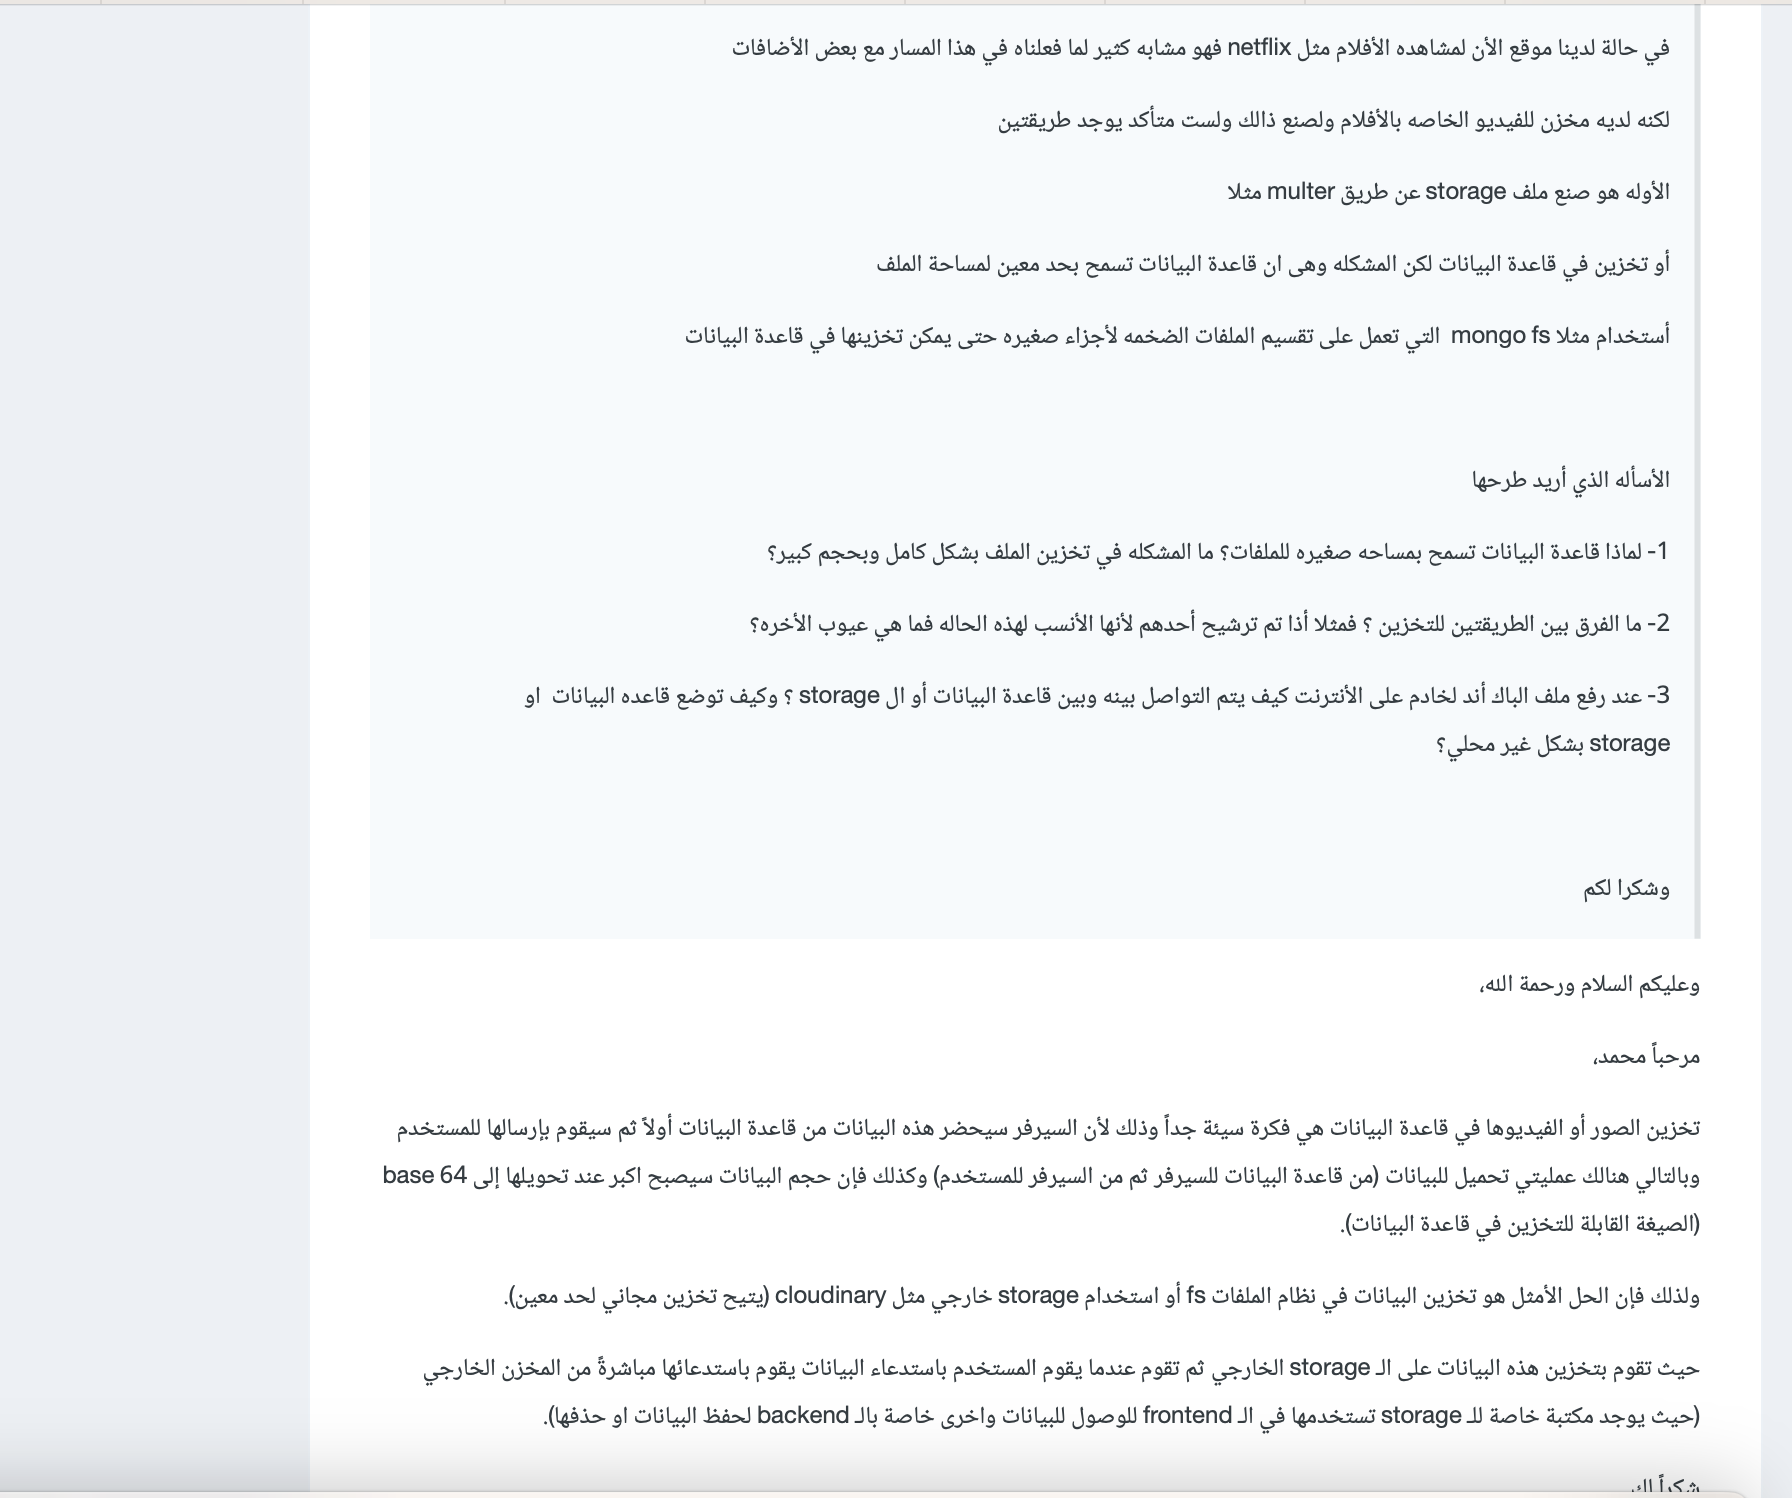 في حالة لدينا موقع الأن لمشاهده الأفلام مثل netflix فهو مشابه كثير لما فعلناه في هذا المسار مع بعض الأضافات
لكنه لديه مخزن للفيديو الخاصه بالأفلام ولصنع ذالك ولست متأكد يوجد طريقتين
الأوله هو صنع ملف storage عن طريق multer مثلا
أو تخزين في قاعدة البيانات لكن المشكله وهى ان قاعدة البيانات تسمح بحد معين لمساحة الملف
أستخدام مثلا mongo fs التي تعمل على تقسيم الملفات الضخمه لأجزاء صغيره حتى يمكن تخزينها في قاعدة البيانات
الأسأله الذي أريد طرحها
1- لماذا قاعدة البيانات تسمح بمساحه صغيره للملفات؟ ما المشكله في تخزين الملف بشكل كامل وبحجم كبير؟
2- ما الفرق بين الطريقتين للتخزين ؟ فمثلا أذا تم ترشيح أحدهم لأنها الأنسب لهذه الحاله فما هي عيوب الأخره؟
3- عند رفع ملف الباك أند لخادم على الأنترنت كيف يتم التواصل بينه وبين قاعدة البيانات أو ال storage ؟ وكيف توضع قاعده البيانات او
storage بشكل غير محلي؟
وشكرا لكم
وعليكم السلام ورحمة الله،
مرحباً محمد،
تخزين الصور أو الفيديوها في قاعدة البيانات هي فكرة سيئة جداً وذلك لأن السيرفر سيحضر هذه البيانات من قاعدة البيانات أولاً ثم سيقوم بإرسالها للمستخدم
وبالتالي هنالك عمليتي تحميل للبيانات (من قاعدة البيانات للسيرفر ثم من السيرفر للمستخدم) وكذلك فإن حجم البيانات سيصبح اكبر عند تحويلها إلى base 64
(الصيغة القابلة للتخزين في قاعدة البيانات).
ولذلك فإن الحل الأمثل هو تخزين البيانات في نظام الملفات fs أو استخدام storage خارجي مثل cloudinary (يتيح تخزين مجاني لحد معين).
حيث تقوم بتخزين هذه البيانات على الـ storage الخارجي ثم تقوم عندما يقوم المستخدم باستدعاء البيانات يقوم باستدعائها مباشرةً من المخزن الخارجي
(حيث يوجد مكتبة خاصة للـ storage تستخدمها في الـ frontend للوصول للبيانات واخرى خاصة بالـ backend لحفظ البيانات او حذفها).
شكراً لك